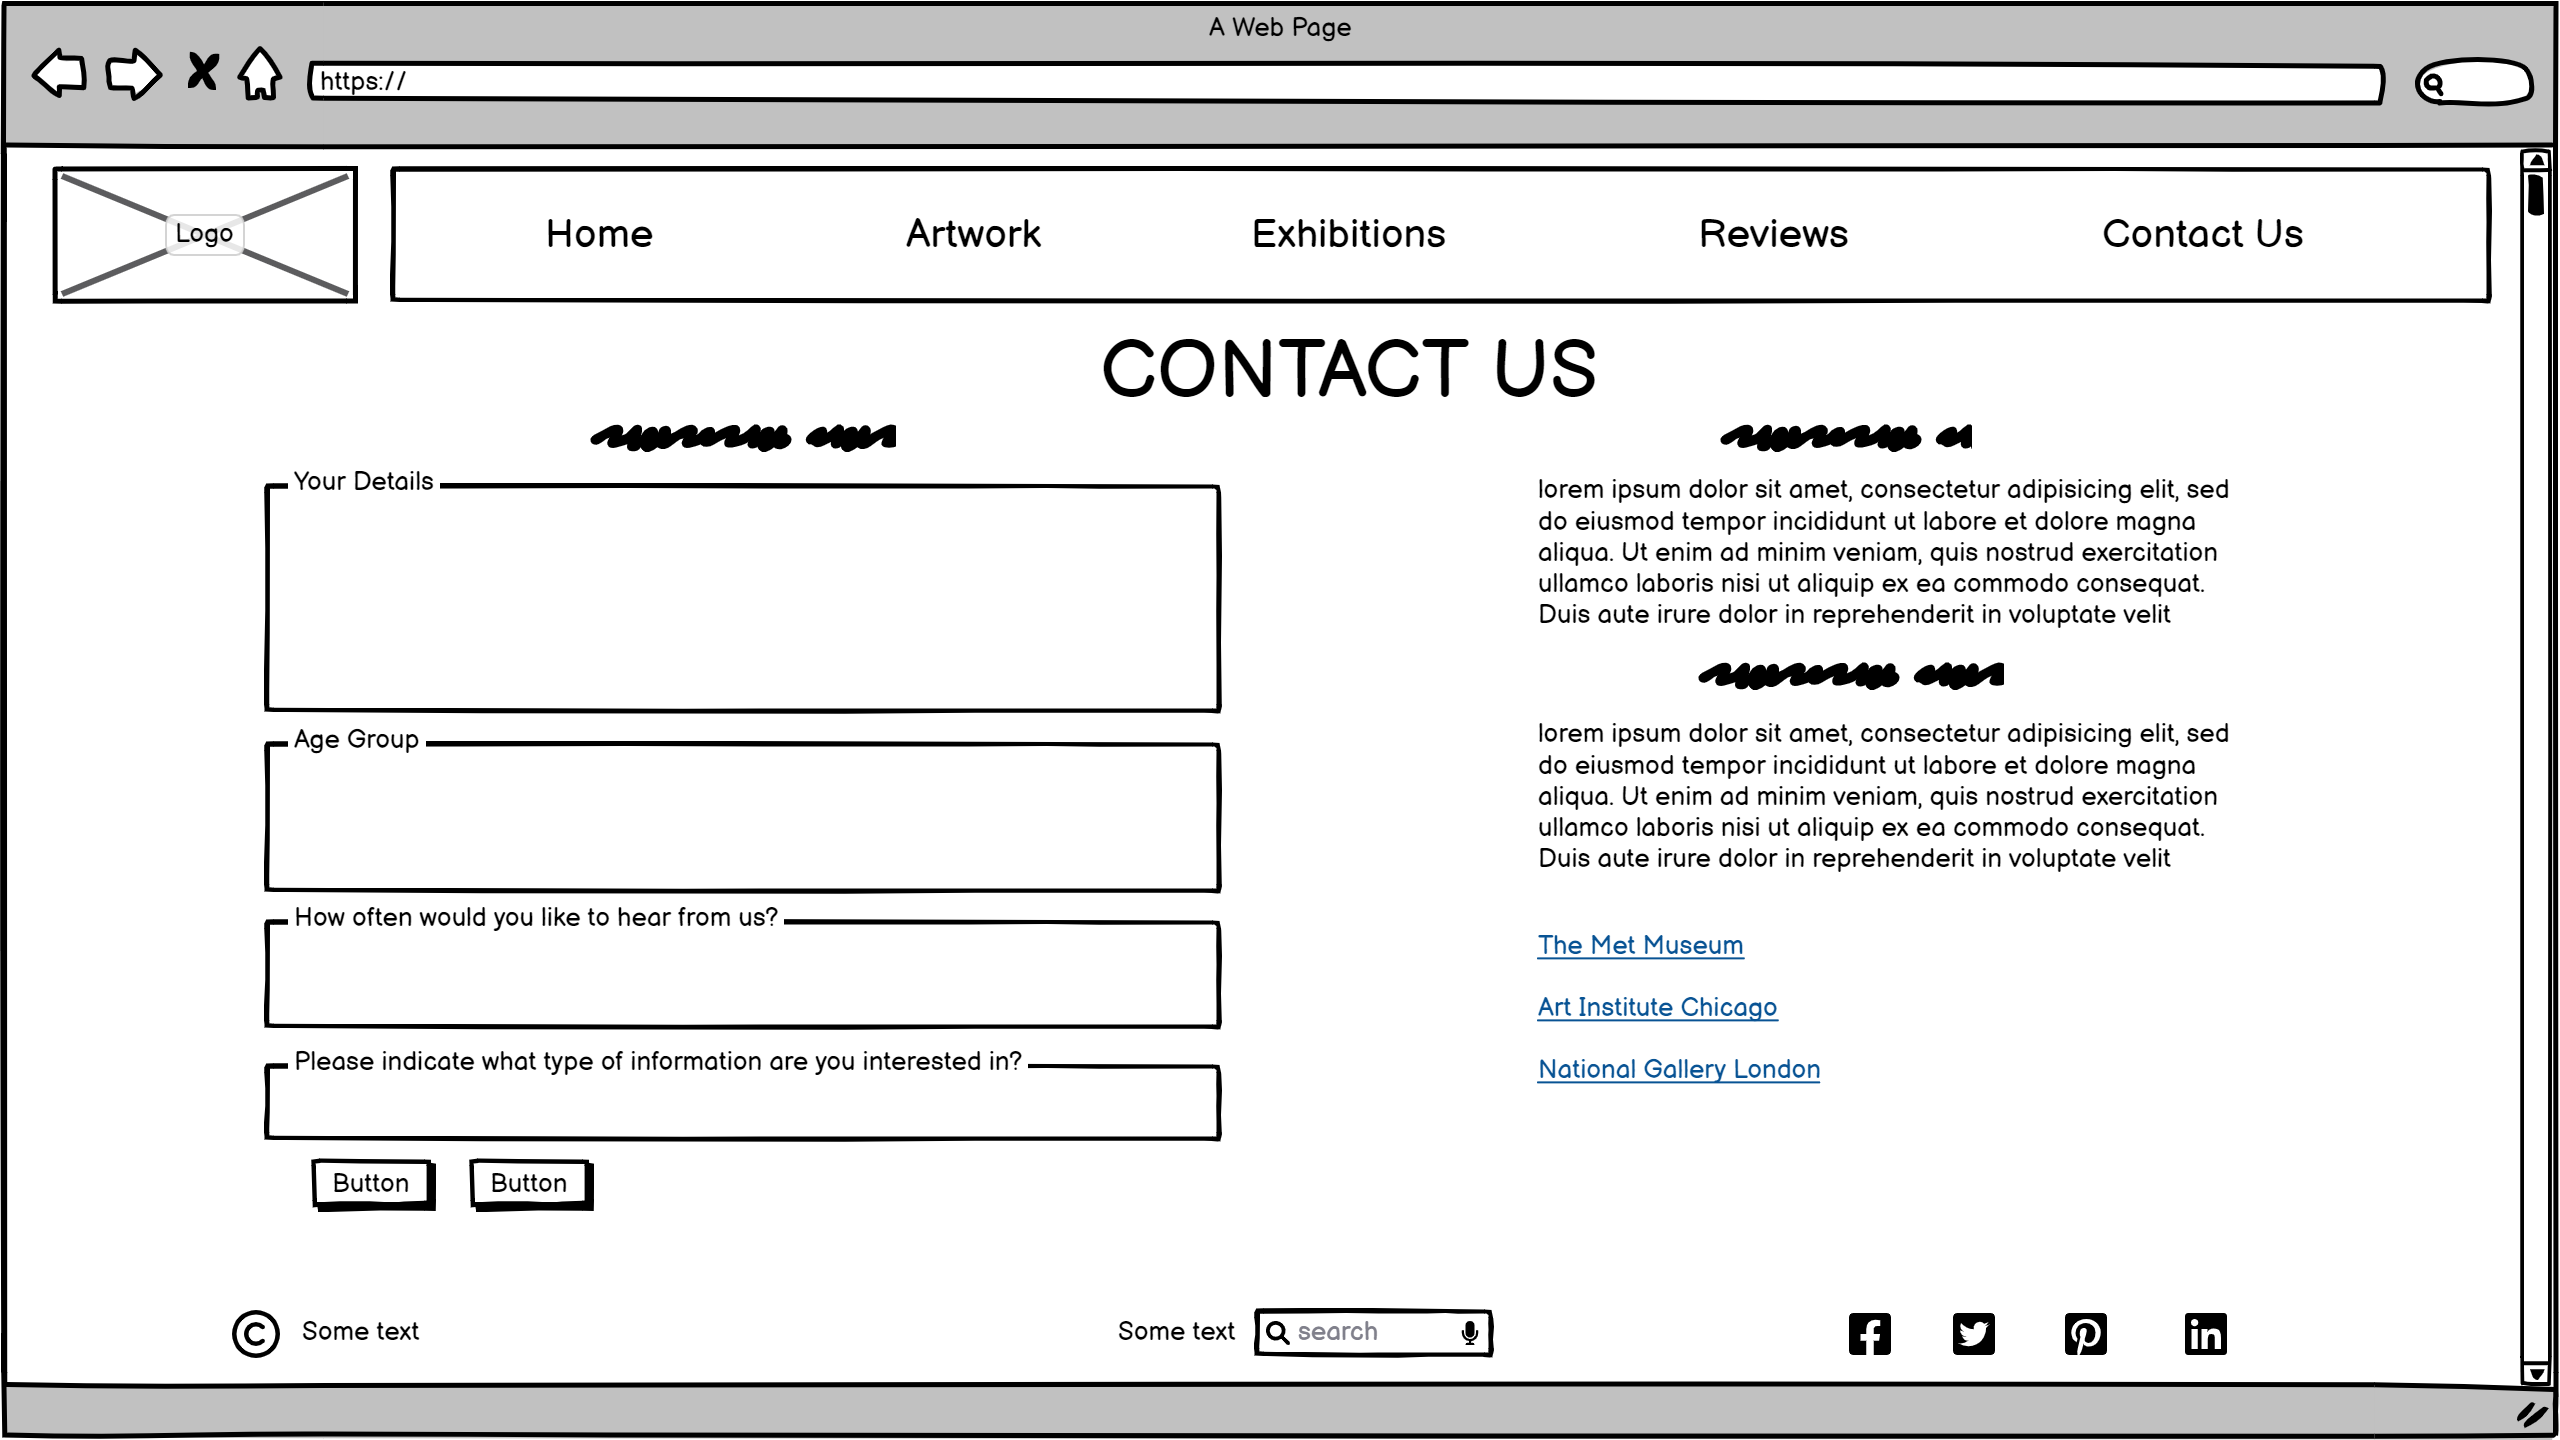 A Web Page
https://
Logo
Home
Artwork
Exhibitions
Reviews
Contact Us
CONTACT US
Your Details
Age Group
How often would you like to hear from us?
Please indicate what type of information are you interested in?
Button
Button
lorem ipsum dolor sit amet, consectetur adipisicing elit, sed
do eiusmod tempor incididunt ut labore et dolore magna
aliqua. Ut enim ad minim veniam, quis nostrud exercitation
ullamco laboris nisi ut aliquip ex ea commodo consequat.
Duis aute irure dolor in reprehenderit in voluptate velit
lorem ipsum dolor sit amet, consectetur adipisicing elit, sed
do eiusmod tempor incididunt ut labore et dolore magna
aliqua. Ut enim ad minim veniam, quis nostrud exercitation
ullamco laboris nisi ut aliquip ex ea commodo consequat.
Duis aute irure dolor in reprehenderit in voluptate velit
The Met Museum
Art Institute Chicago
National Gallery London
© Some text
Some text
search